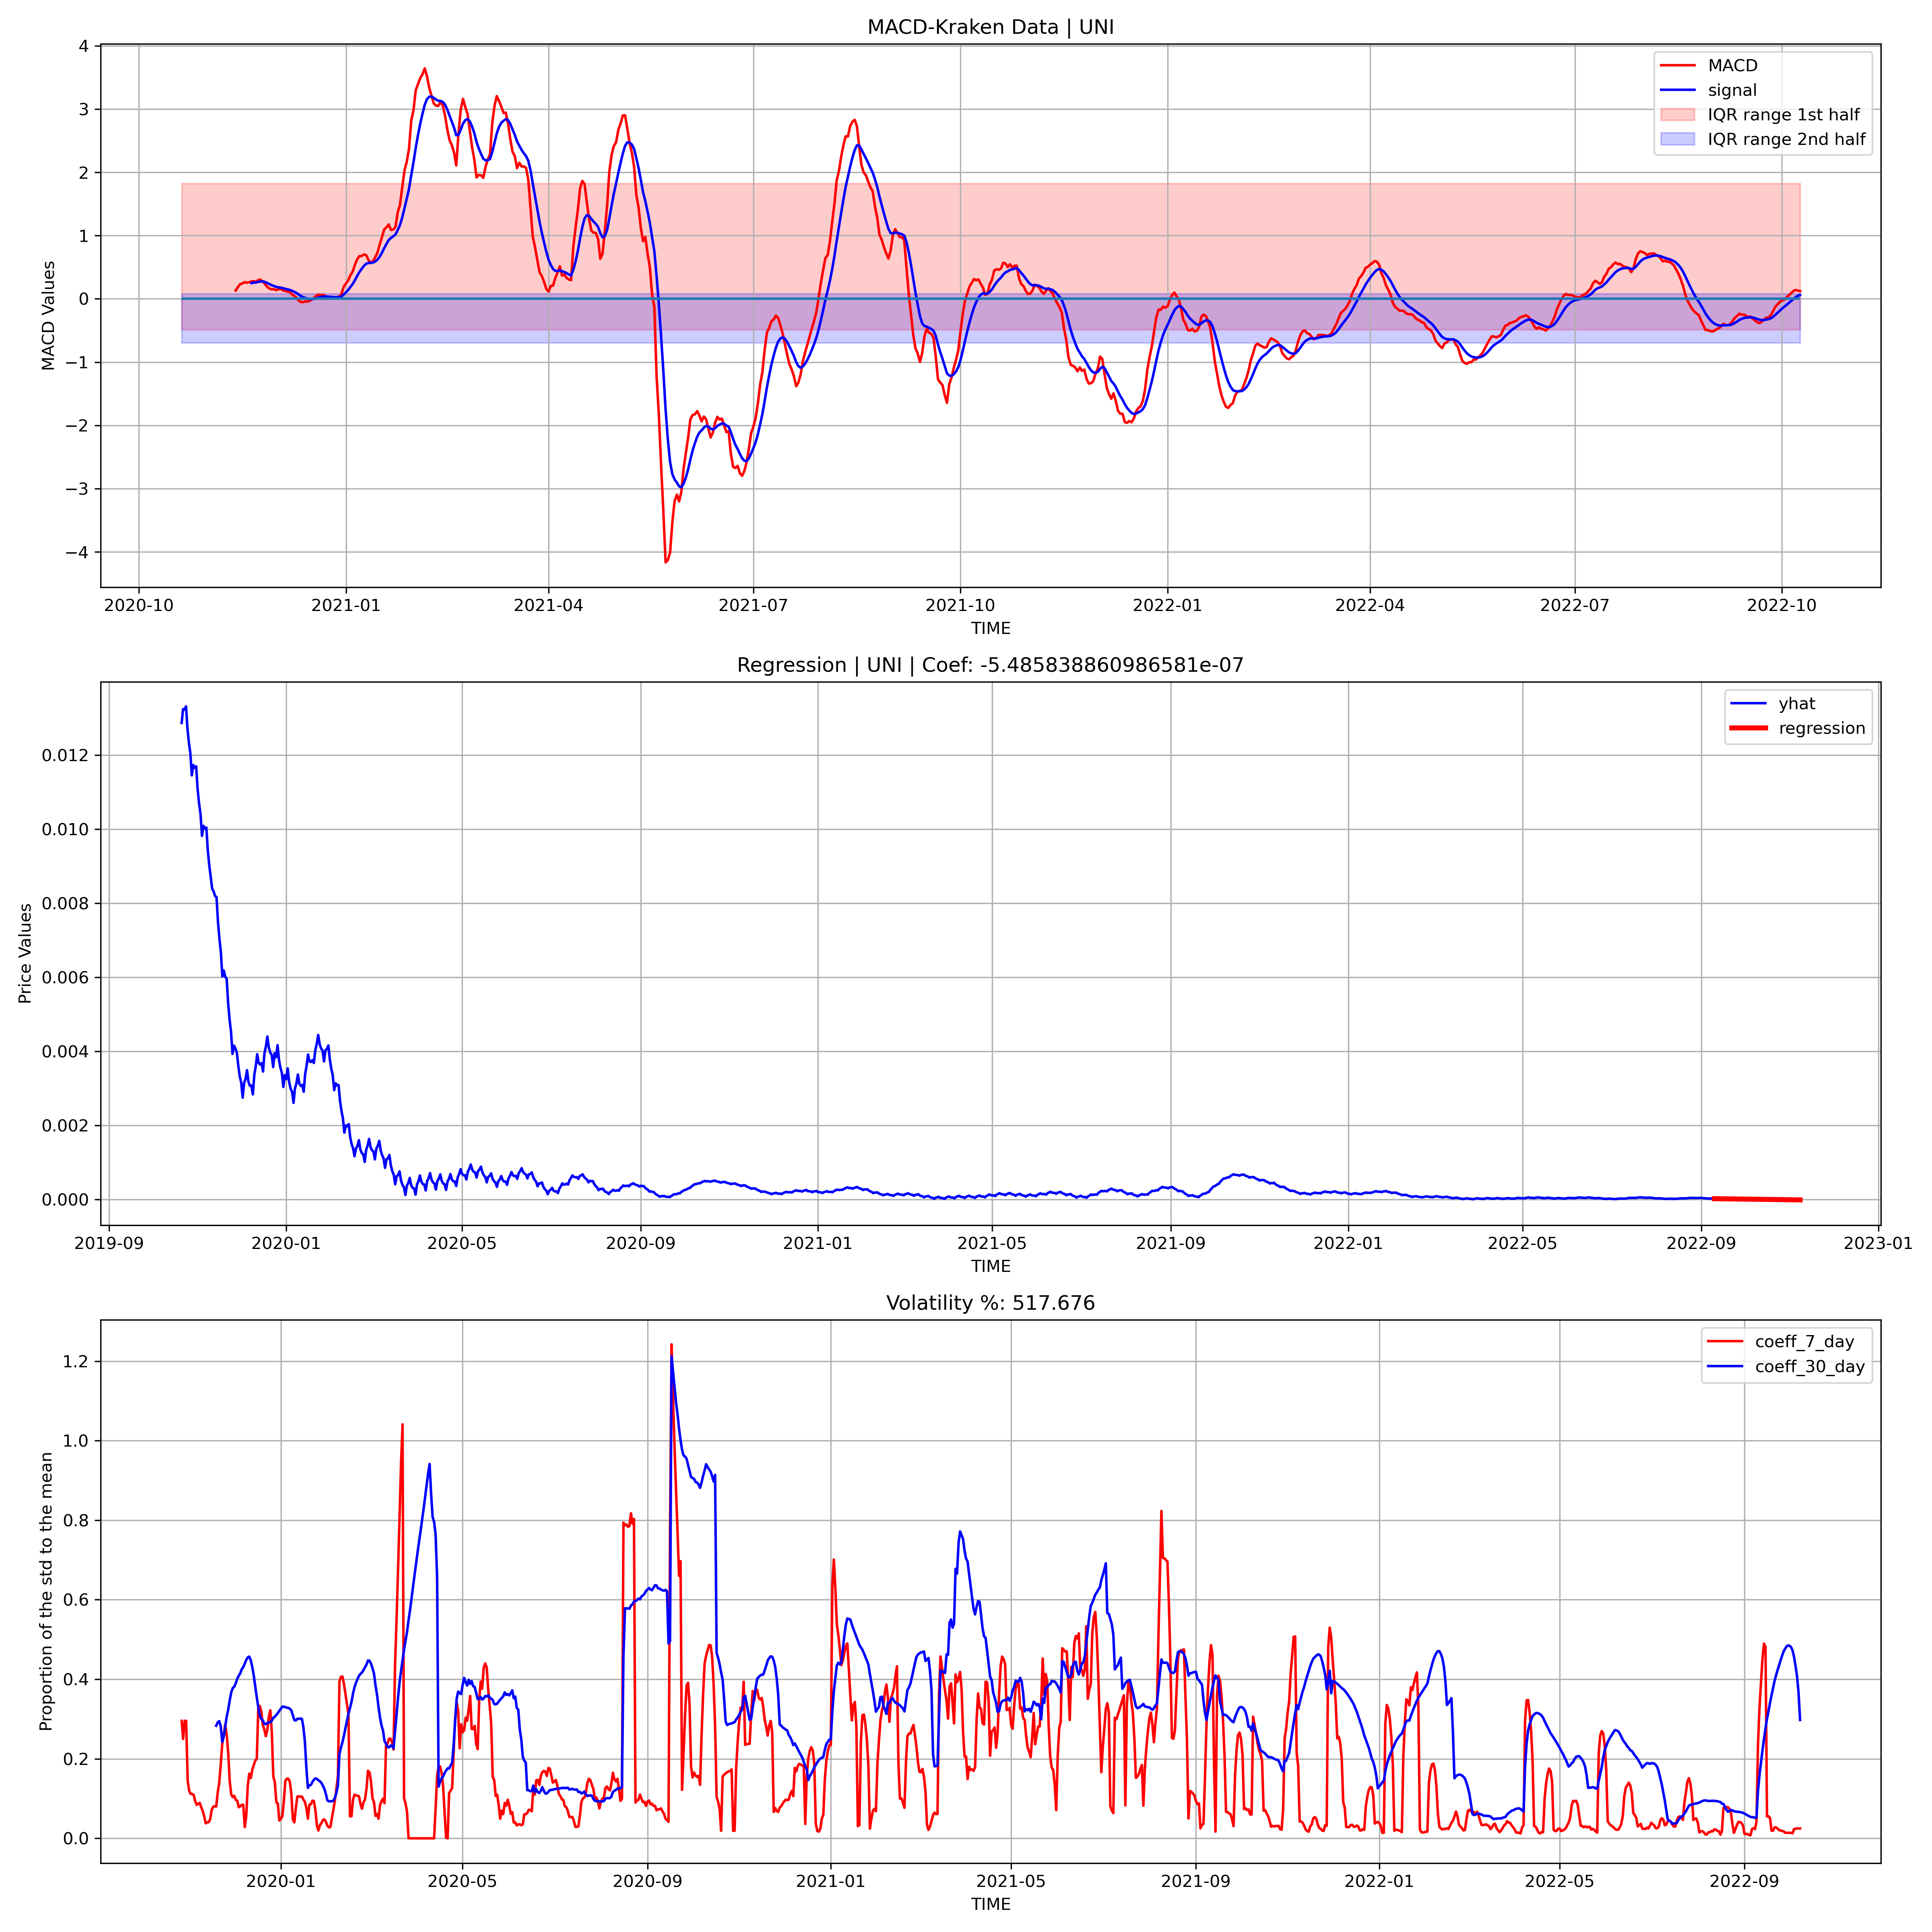 MACD-Kraken Data | UNI
MACD
signal
IQR range 1st half
IQR range 2nd half
4
3
2
1
0
−1
−2
−3
−4
MACD Values
2020-10 2021-01 2021-04 2021-07 2021-10 2022-01 2022-04 2022-07 2022-10
TIME
Regression | UNI | Coef: -5.485838860986581e-07
yhat
regression
0.012
0.010
0.008
0.006
0.004
0.002
0.000
Price Values
2019-09 2020-01 2020-05 2020-09 2021-01 2021-05 2021-09 2022-01 2022-05 2022-09 2023-01
TIME
Volatility %: 517.676
coeff_7_day
coeff_30_day
1.2
1.0
0.8
0.6
0.4
0.2
0.0
Proportion of the std to the mean
2020-01 2020-05 2020-09 2021-01 2021-05 2021-09 2022-01 2022-05 2022-09
TIME